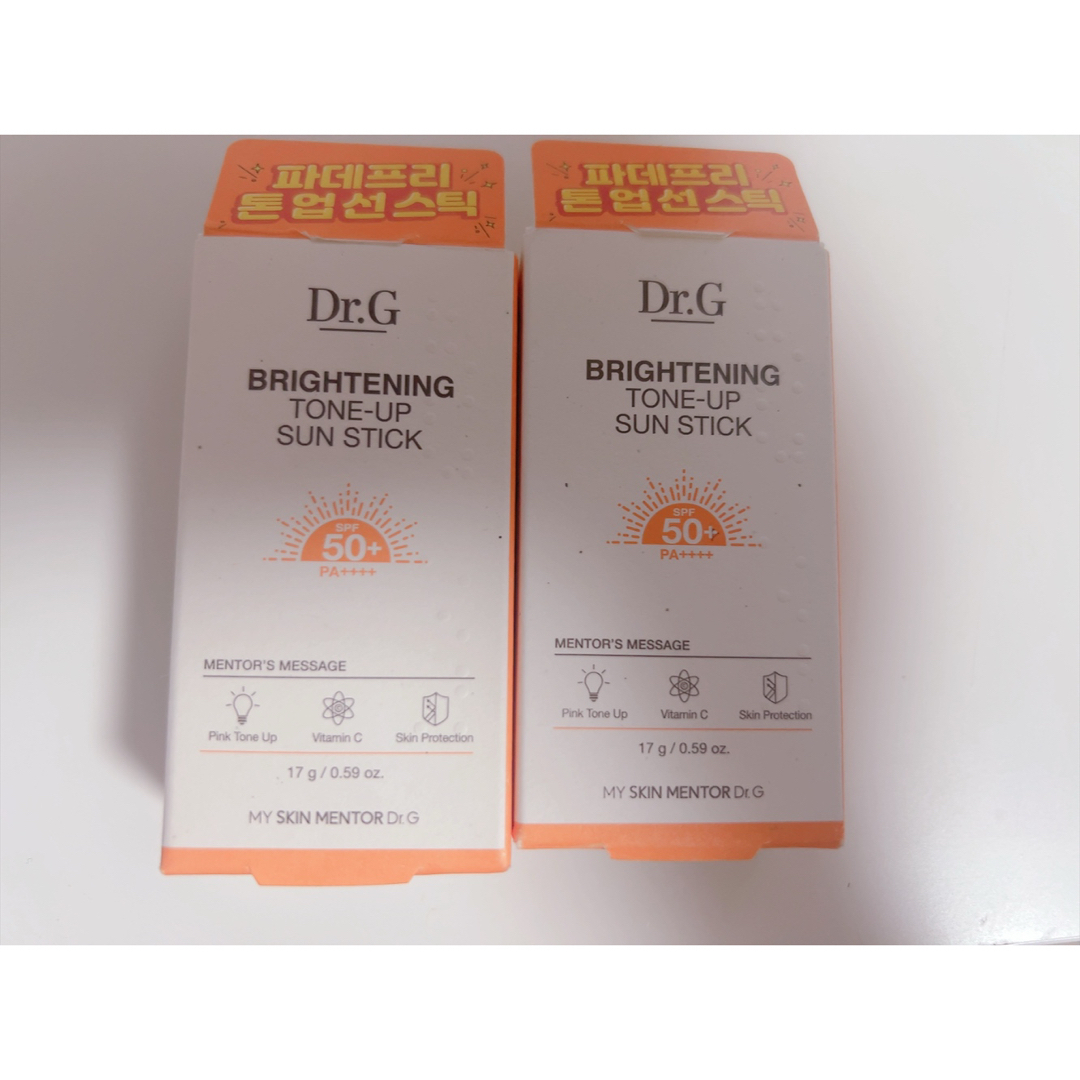 파데프리
톤업선스틱
Dr.G
BRIGHTENING
TONE-UP
SUN STICK
SPF
50+
PA++++
MENTOR'S MESSAGE
Pink Tone Up Vitamin C Skin Protection
17 g / 0.59 oz.
MY SKIN MENTOR Dr.G
파데프리
톤업선스틱
Dr.G
BRIGHTENING
TONE-UP
SUN STICK
SPF
50+
PA++++
MENTOR'S MESSAGE
Pink Tone Up Vitamin C Skin Protection
17 g / 0.59 oz.
MY SKIN MENTOR Dr.G